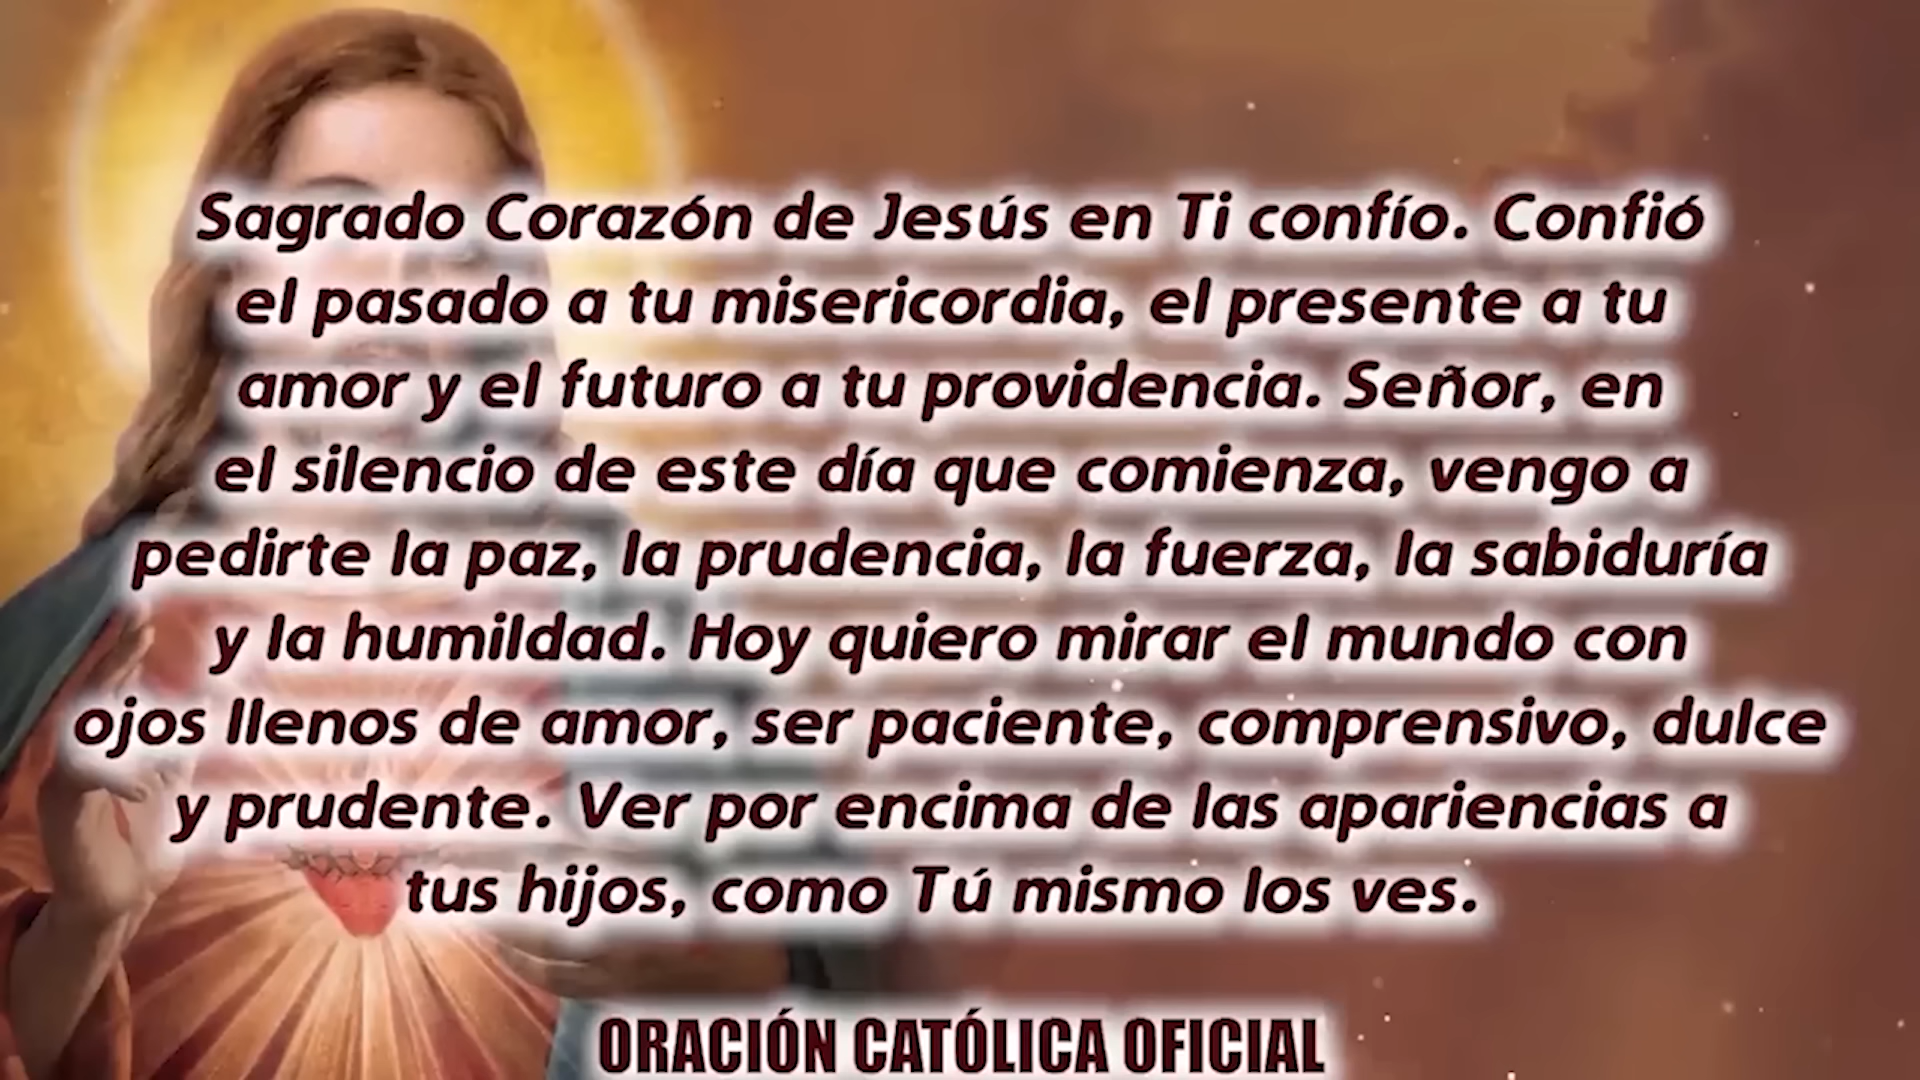 Sagrado Corazón de Jesús en Ti confío. Confió
el pasado a tu misericordia, el presente a tu
amor y el futuro a tu providencia. Señor, en
el silencio de este día que comienza, vengo a
pedirte la paz, la prudencia, la fuerza, la sabiduría
y la humildad. Hoy quiero mirar el mundo con
ojos llenos de amor, ser paciente, comprensivo, dulce
y prudente. Ver por encima de las apariencias a
tus hijos, como Tú mismo los ves.
ORACIÓN CATÓLICA OFICIAL